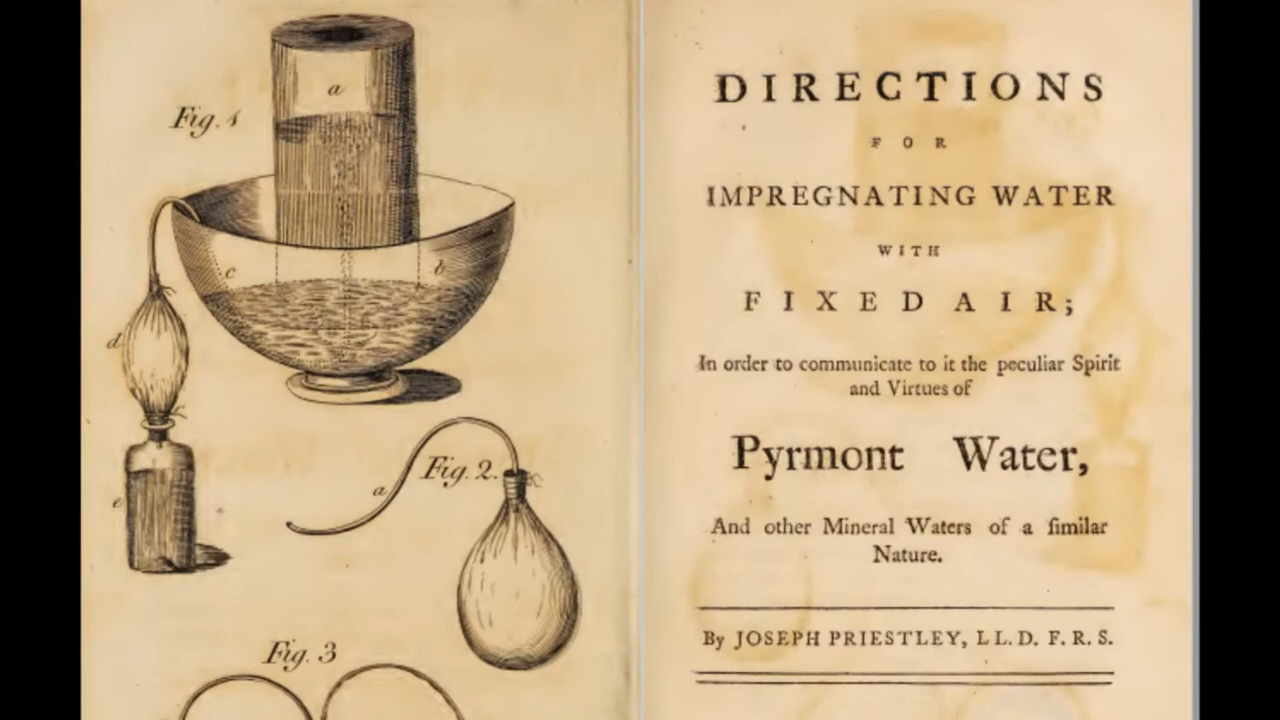 Fig. 1
a
c
b
d
Fig. 2.
a
e
Fig. 3
DIRECTIONS
FOR
IMPREGNATING WATER
WITH
FIXED AIR;
In order to communicate to it the peculiar Spirit
and Virtues of
Pyrmont Water,
And other Mineral Waters of a ſimilar
Nature.
By JOSEPH PRIESTLEY, LL.D. F.R.S.